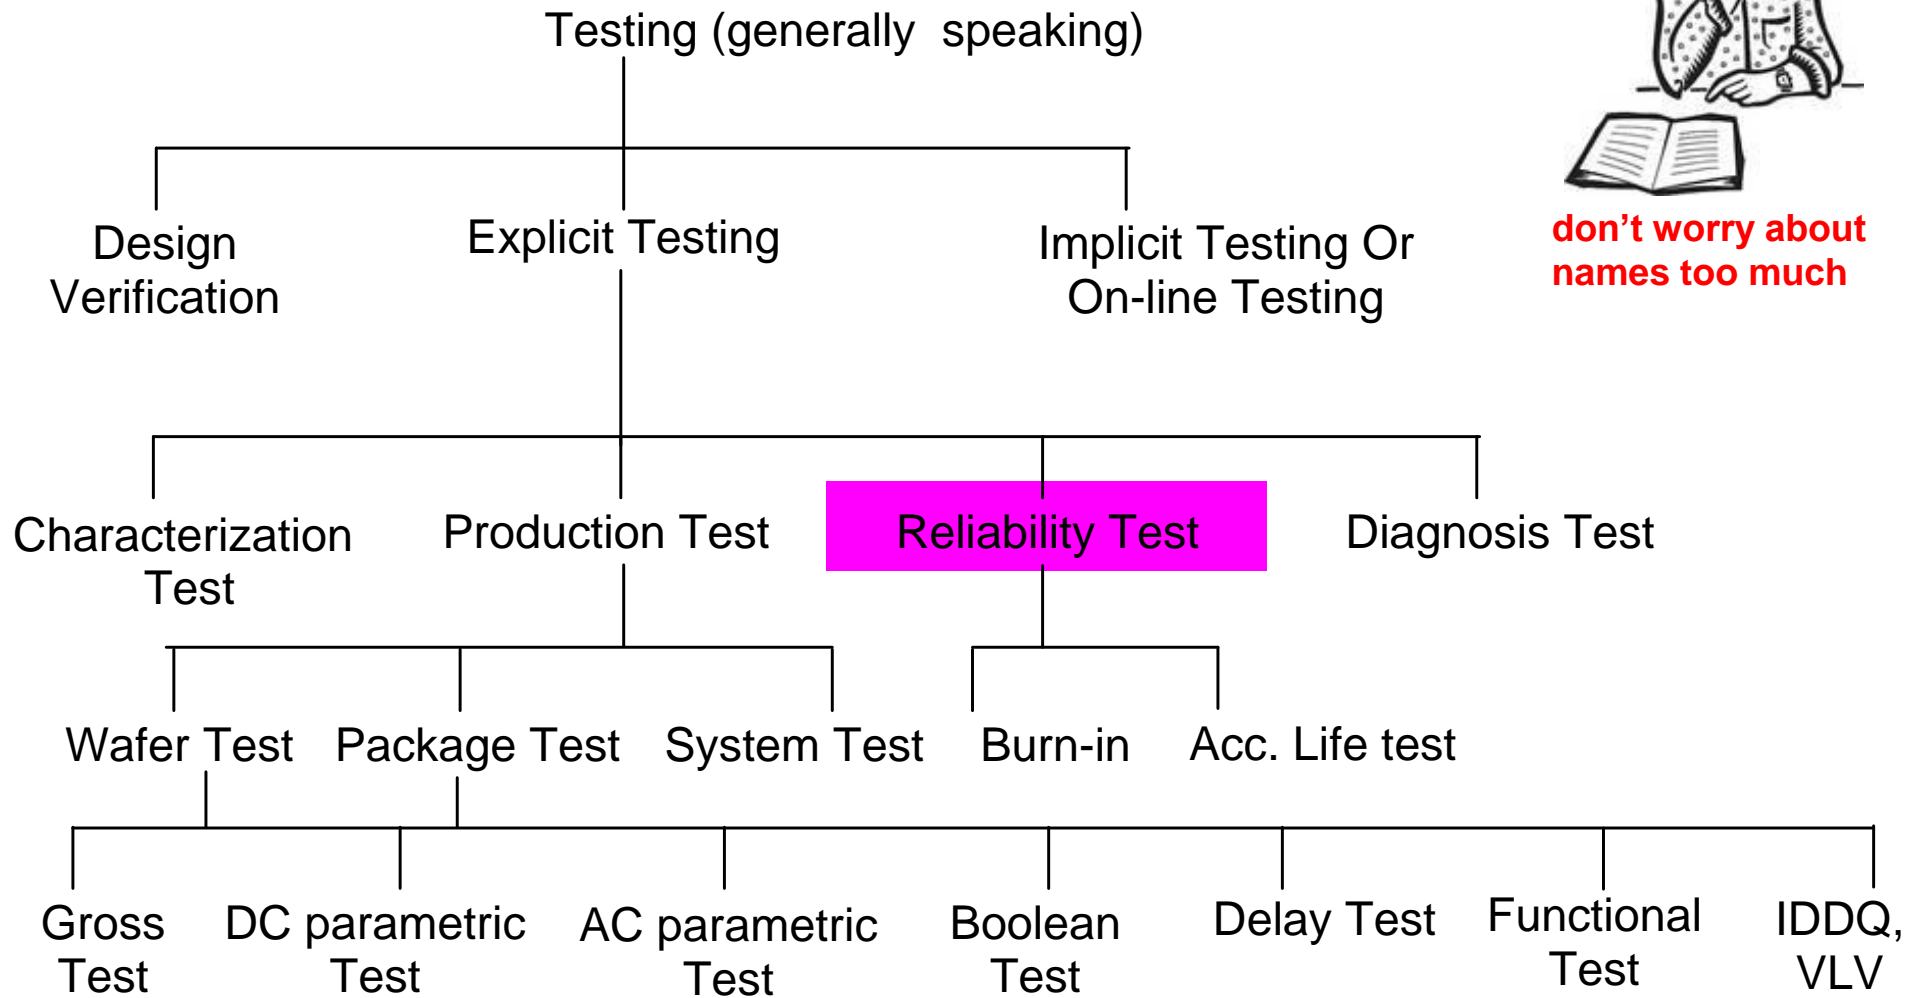 Testing (generally speaking)
Design
Verification
Explicit Testing
Implicit Testing Or
On-line Testing
don't worry about
names too much
Characterization
Test
Production Test
Reliability Test
Diagnosis Test
Wafer Test
Package Test
System Test
Burn-in
Acc. Life test
Gross
Test
DC parametric
Test
AC parametric
Test
Boolean
Test
Delay Test
Functional
Test
IDDQ,
VLV